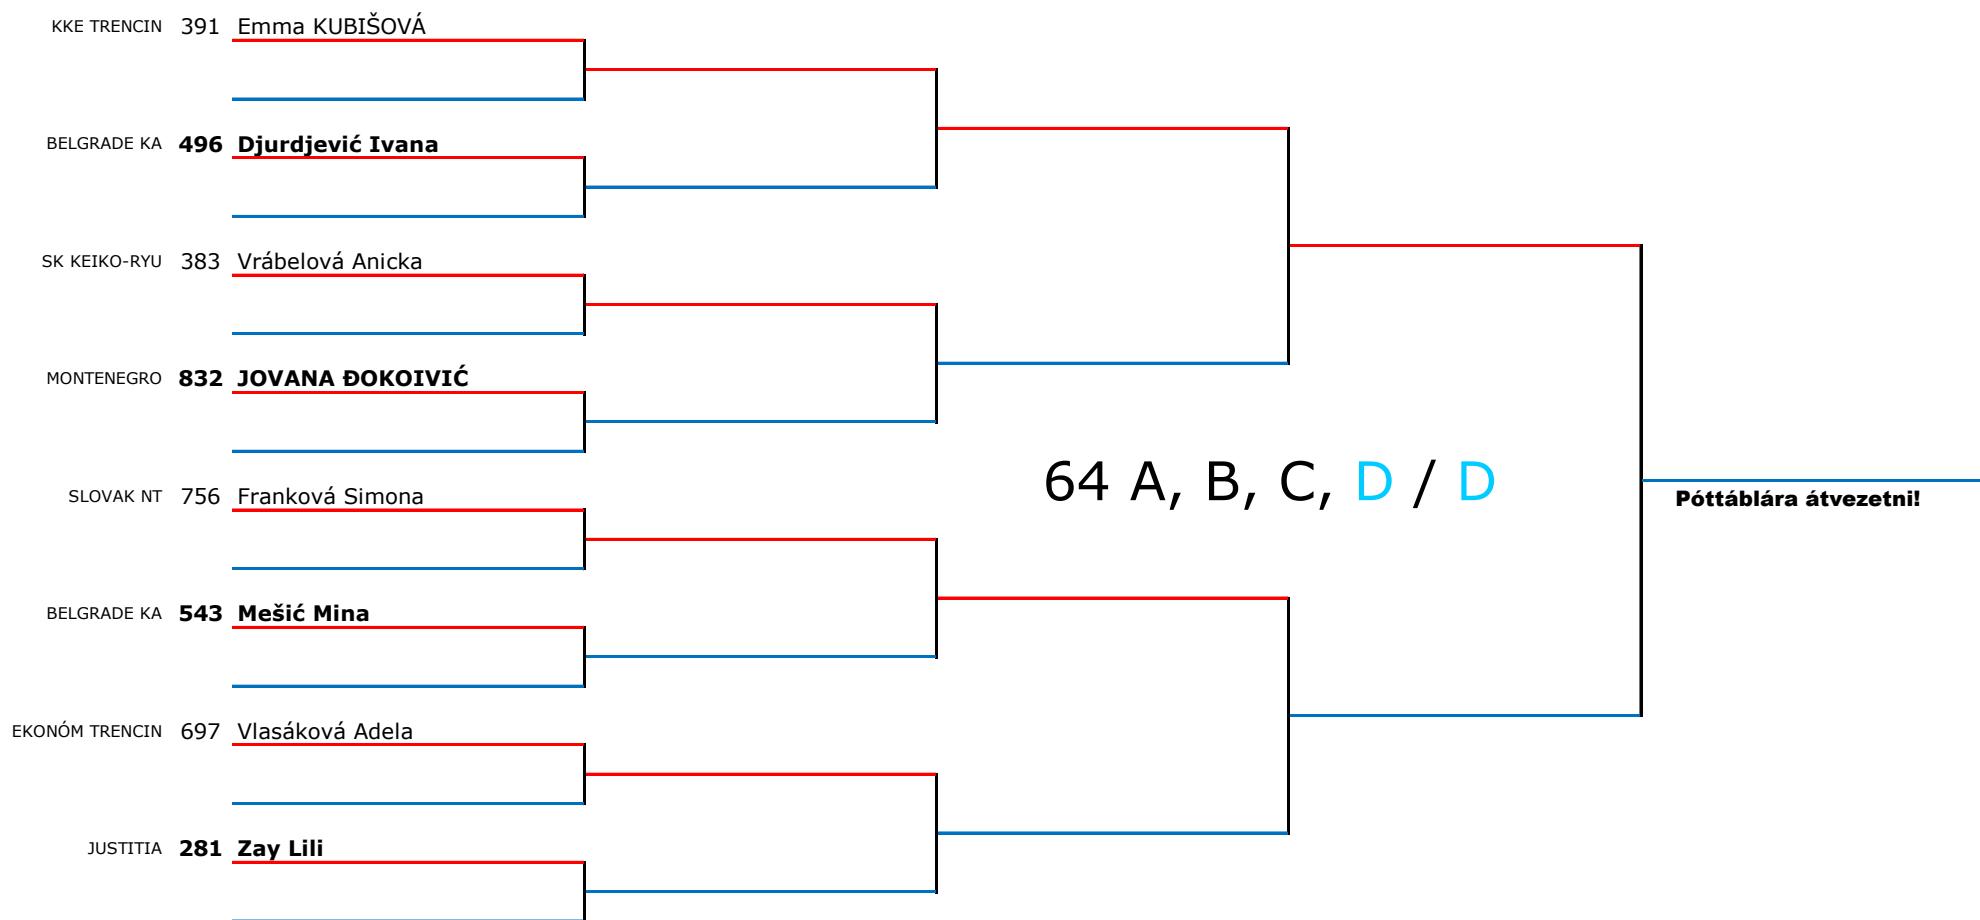 KKE TRENCIN 391 Emma KUBIŠOVÁ
BELGRADE KA 496 Djurdjević Ivana
SK KEIKO-RYU 383 Vrábelová Anicka
MONTENEGRO 832 JOVANA ĐOKOIVIĆ
64 A, B, C, D / D
SLOVAK NT 756 Franková Simona
Póttáblára átvezetni!
BELGRADE KA 543 Mešić Mina
EKONÓM TRENCIN 697 Vlasáková Adela
JUSTITIA 281 Zay Lili